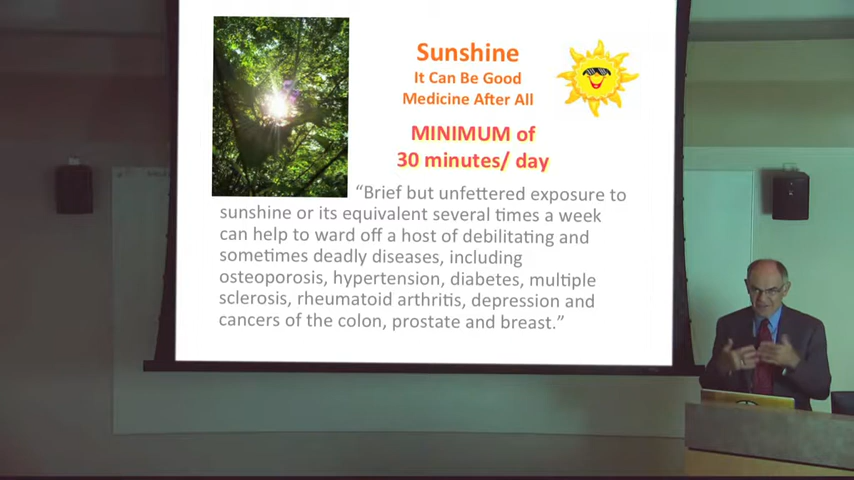 Sunshine
It Can Be Good
Medicine After All
MINIMUM of
30 minutes/ day
“Brief but unfettered exposure to
sunshine or its equivalent several times a week
can help to ward off a host of debilitating and
sometimes deadly diseases, including
osteoporosis, hypertension, diabetes, multiple
sclerosis, rheumatoid arthritis, depression and
cancers of the colon, prostate and breast.”